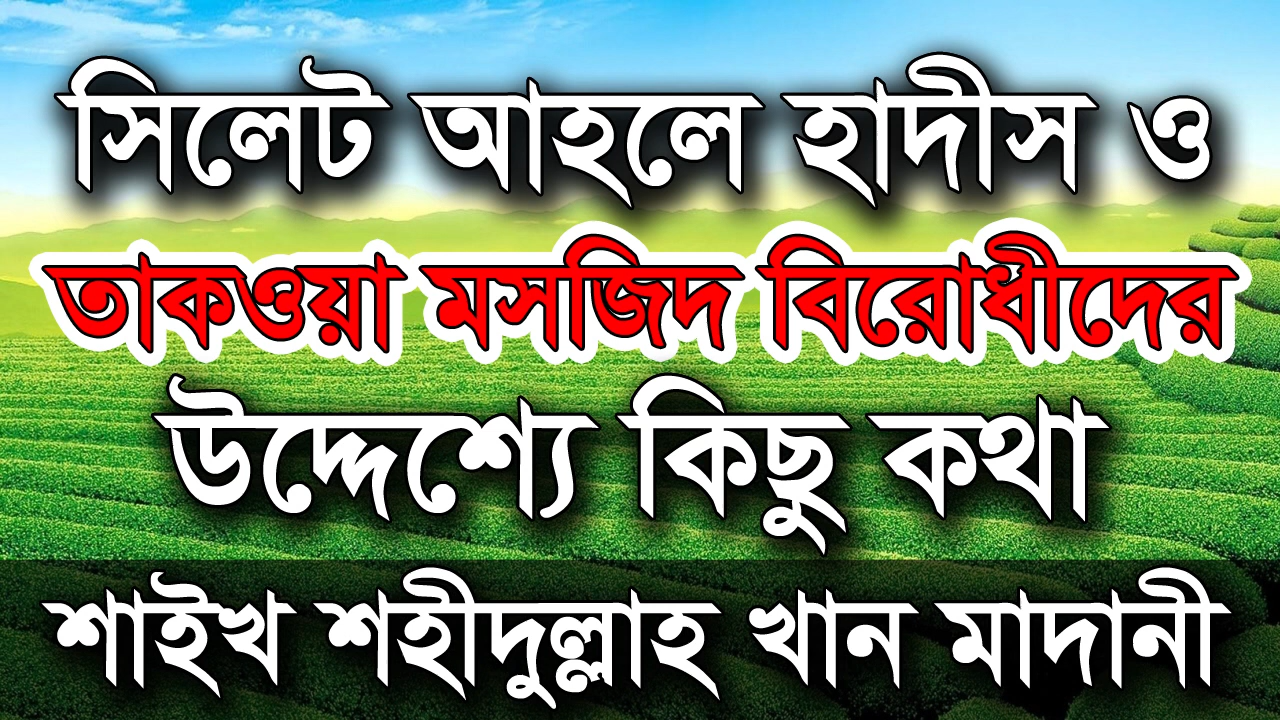 সিলেট আহলে হাদীস ও
তাকওয়া মসজিদ বিরোধীদের
উদ্দেশ্যে কিছু কথা
শাইখ শহীদুল্লাহ খান মাদানী